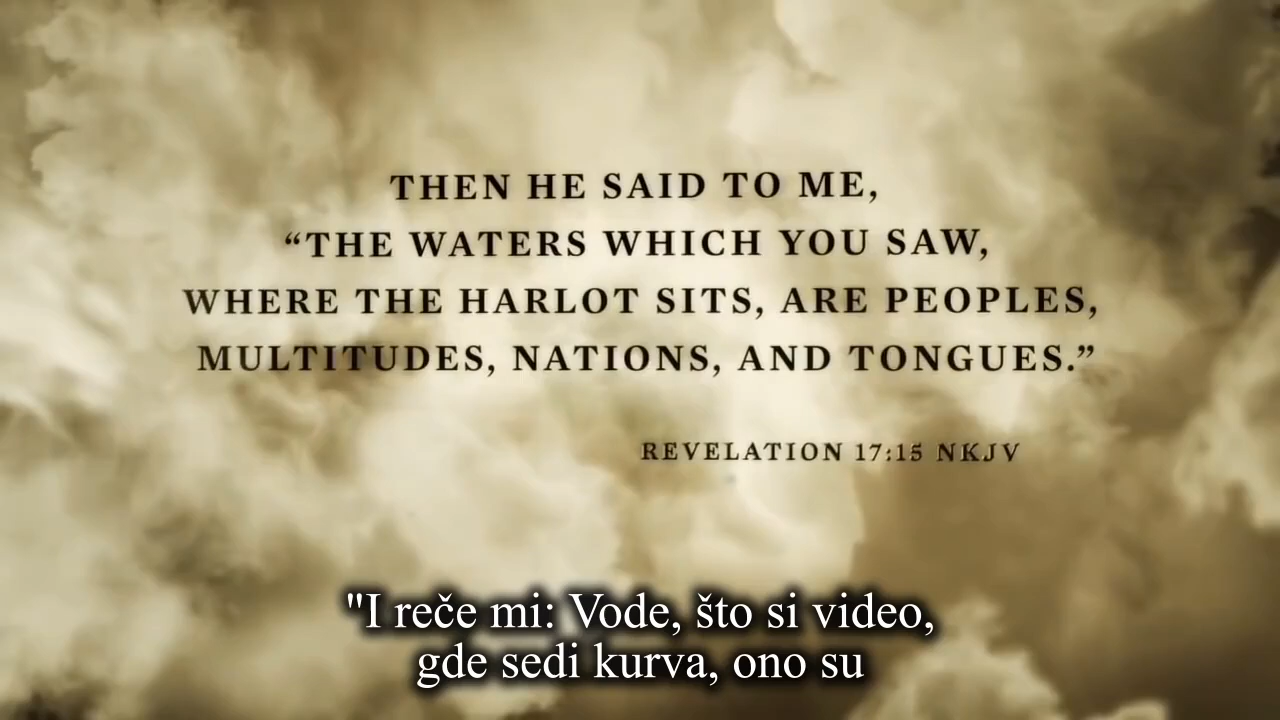 THEN HE SAID TO ME,
“THE WATERS WHICH YOU SAW,
WHERE THE HARLOT SITS, ARE PEOPLES,
MULTITUDES, NATIONS, AND TONGUES.”
REVELATION 17:15 NKJV
"I reče mi: Vode, što si video,
gde sedi kurva, ono su